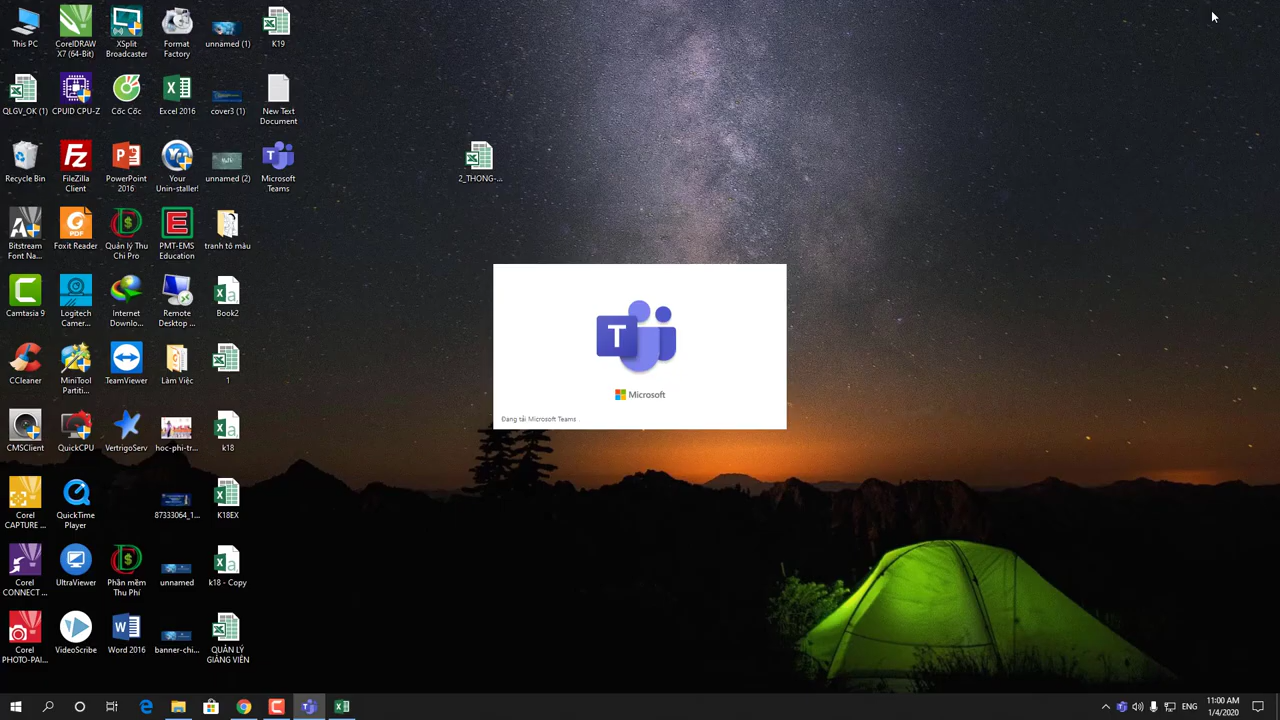 This PC
CorelDRAW X7 (64-Bit)
XSplit Broadcaster
Format Factory
unnamed (1)
K19
QLGV_OK (1)
CPUID CPU-Z
Cốc Cốc
Excel 2016
cover3 (1)
New Text Document
Recycle Bin
FileZilla Client
PowerPoint 2016
Your Unin-staller!
unnamed (2)
Microsoft Teams
2_THONG-...
Bitstream Font Na...
Foxit Reader
Quản lý Thu Chi Pro
PMT-EMS Education
tranh tô màu
Camtasia 9
Logitech Camer...
Internet Downlo...
Remote Desktop ...
Book2
CCleaner
MiniTool Partiti...
TeamViewer
Làm Việc
1
CMSClient
QuickCPU
VertrigoServ
hoc-phi-tr...
k18
Corel CAPTURE ...
QuickTime Player
87333064_1...
K18EX
Corel CONNECT ...
UltraViewer
Phần mềm Thu Phí
unnamed
k18 - Copy
Corel PHOTO-PAI...
VideoScribe
Word 2016
banner-chi...
QUẢN LÝ GIẢNG VIÊN
T
Microsoft
Đang tải Microsoft Teams .
11:00 AM
1/4/2020